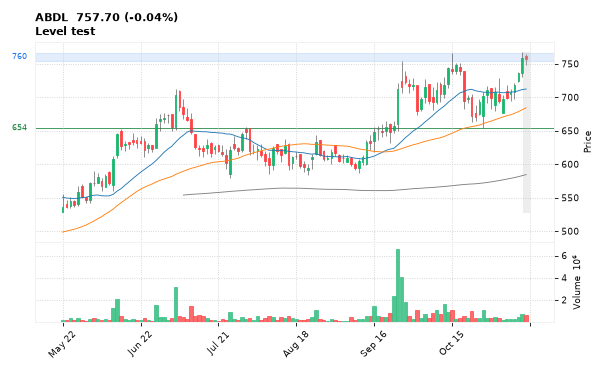 ABDL 757.70 (-0.04%)
Level test
760
654
750
700
650
600
550
500
Price
6
4
2
Volume 10⁶
May 22
Jun 22
Jul 21
Aug 18
Sep 16
Oct 15